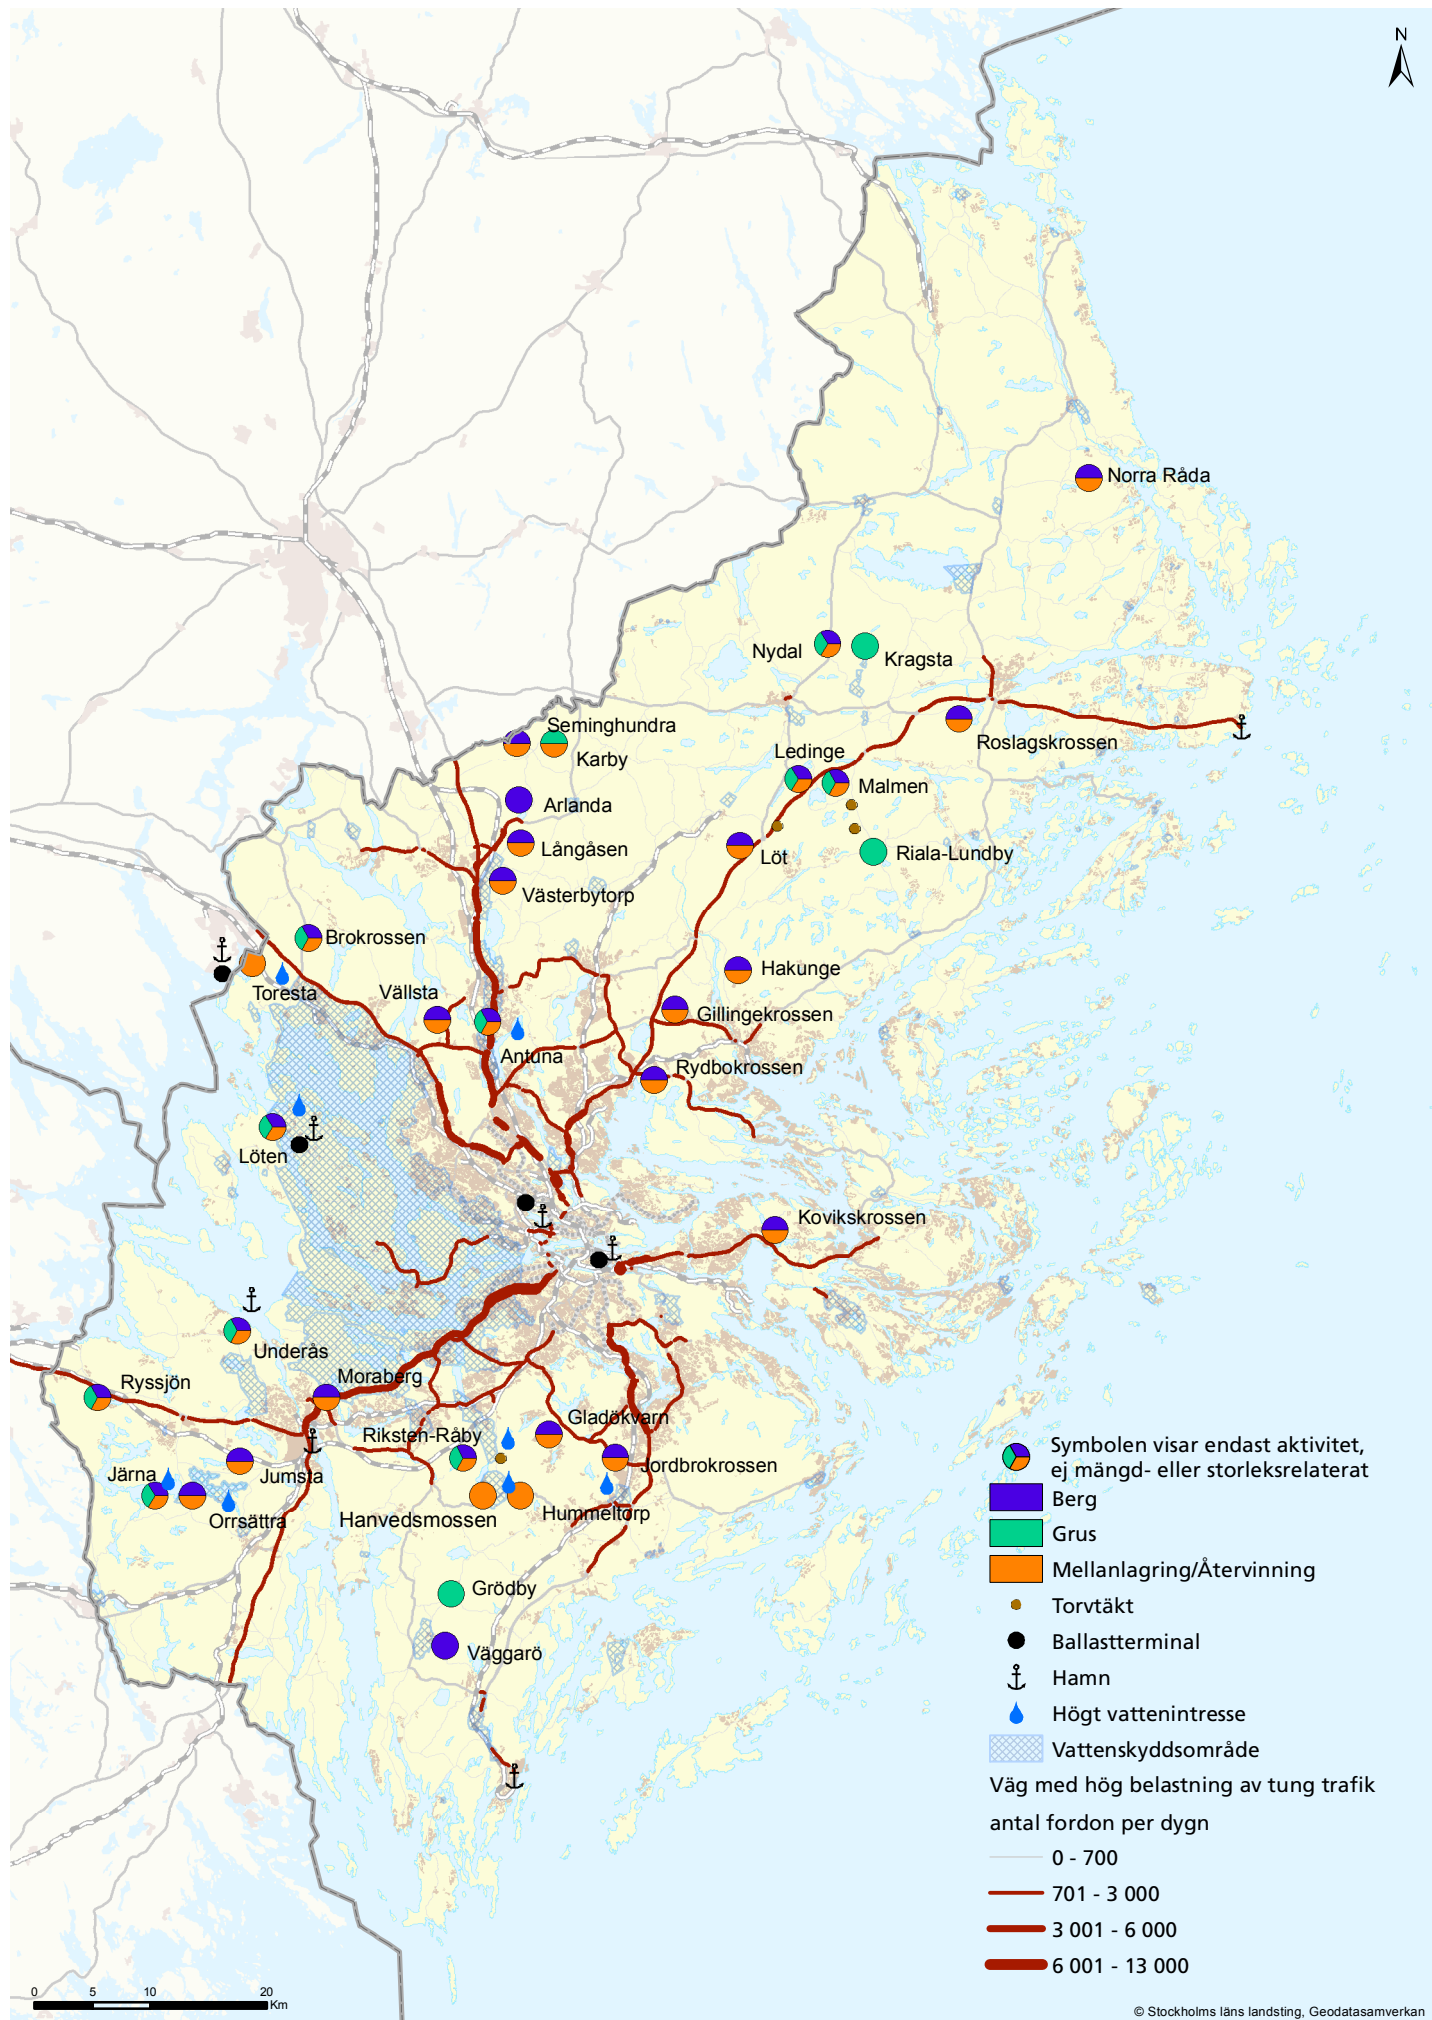 N
Norra Råda
Nydal
Kragsta
Seminghundra
Karby
Roslagskrossen
Ledinge
Malmen
Arlanda
Långåsen
Löt
Riala-Lundby
Västerbytorp
Brokrossen
Hakunge
Toresta
Vällsta
Gillingekrossen
Antuna
Rydbokrossen
Löten
Kovikskrossen
Underås
Moraberg
Ryssjön
Gladökvarn
Riksten-Råby
Jordbrokrossen
Järna
Jumsta
Orrsättra
Hanvedsmossen
Hummeltorp
Grödby
Väggarö
Symbolen visar endast aktivitet,
ej mängd- eller storleksrelaterat
Berg
Grus
Mellanlagring/Återvinning
Torvtäkt
Ballastterminal
Hamn
Högt vattenintresse
Vattenskyddsområde
Väg med hög belastning av tung trafik
antal fordon per dygn
0 - 700
701 - 3 000
3 001 - 6 000
6 001 - 13 000
0 5 10 20
Km
© Stockholms läns landsting, Geodatasamverkan